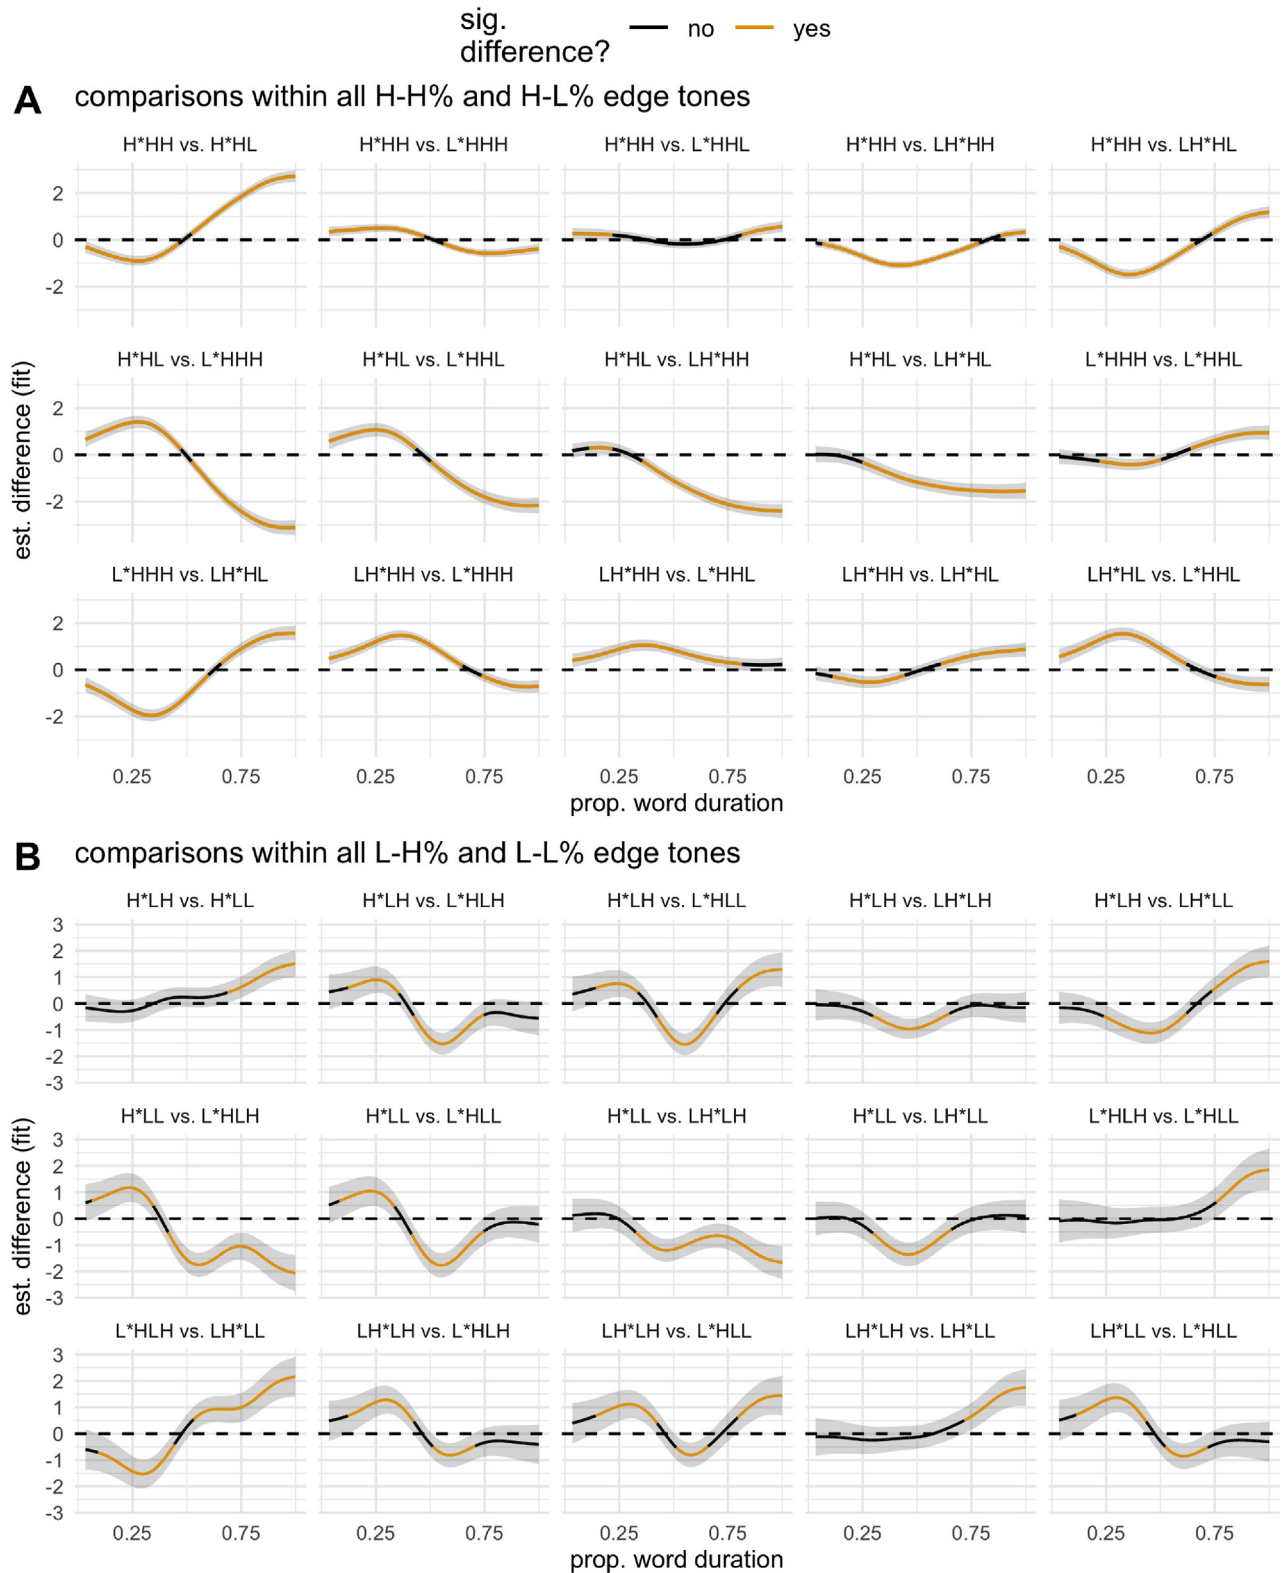 sig.
difference? no yes
A comparisons within all H-H% and H-L% edge tones
H*HH vs. H*HL H*HH vs. L*HHH H*HH vs. L*HHL H*HH vs. LH*HH H*HH vs. LH*HL
2
0
-2
H*HL vs. L*HHH H*HL vs. L*HHL H*HL vs. LH*HH H*HL vs. LH*HL L*HHH vs. L*HHL
2
0
-2
est. difference (fit)
L*HHH vs. LH*HL LH*HH vs. L*HHH LH*HH vs. L*HHL LH*HH vs. LH*HL LH*HL vs. L*HHL
2
0
-2
0.25 0.75 0.25 0.75 0.25 0.75 0.25 0.75 0.25 0.75
prop. word duration
B comparisons within all L-H% and L-L% edge tones
H*LH vs. H*LL H*LH vs. L*HLH H*LH vs. L*HLL H*LH vs. LH*LH H*LH vs. LH*LL
3
2
1
0
-1
-2
-3
H*LL vs. L*HLH H*LL vs. L*HLL H*LL vs. LH*LH H*LL vs. LH*LL L*HLH vs. L*HLL
3
2
1
0
-1
-2
-3
est. difference (fit)
L*HLH vs. LH*LL LH*LH vs. L*HLH LH*LH vs. L*HLL LH*LH vs. LH*LL LH*LL vs. L*HLL
3
2
1
0
-1
-2
-3
0.25 0.75 0.25 0.75 0.25 0.75 0.25 0.75 0.25 0.75
prop. word duration